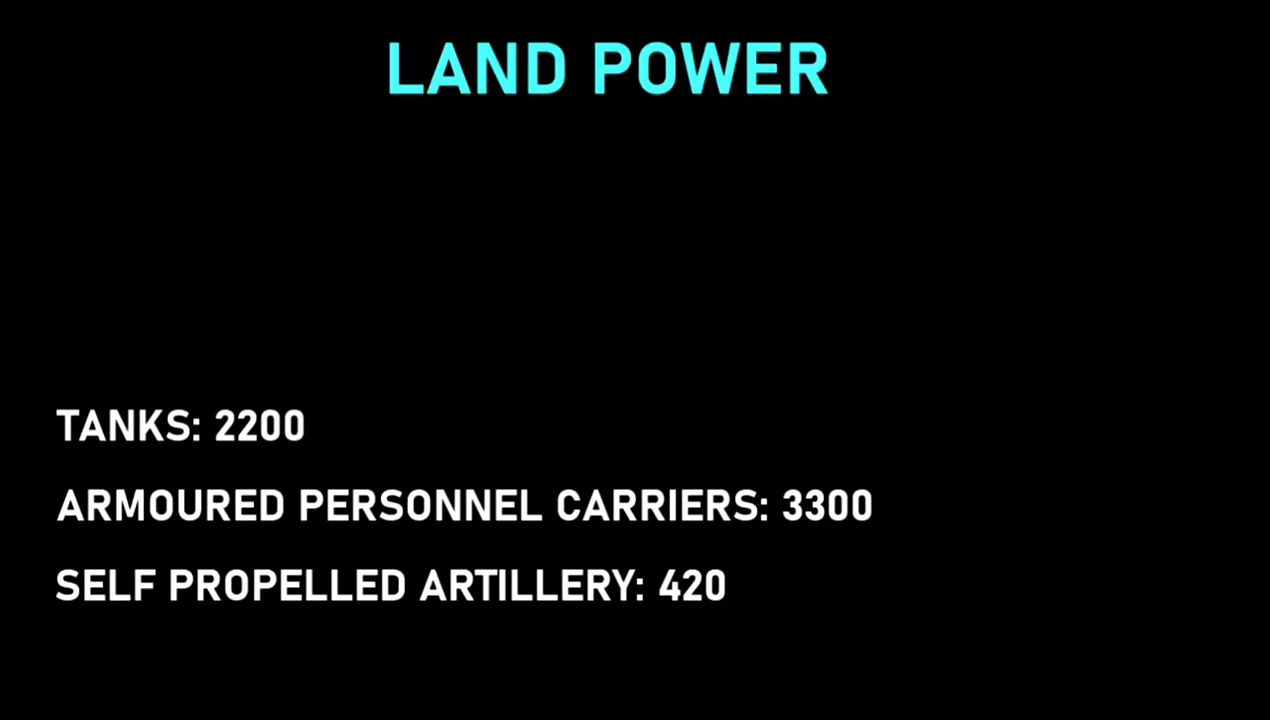 LAND POWER
TANKS: 2200
ARMOURED PERSONNEL CARRIERS: 3300
SELF PROPELLED ARTILLERY: 420